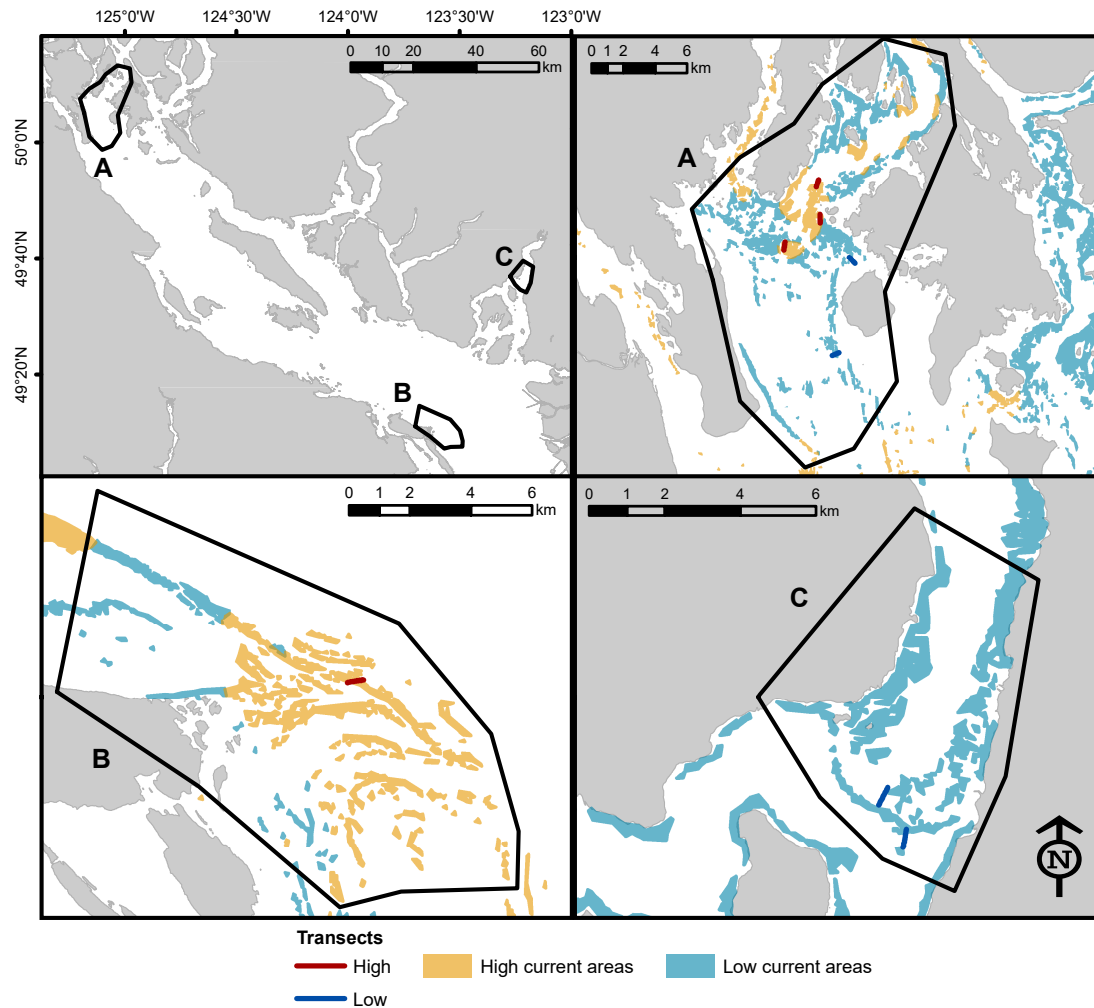 125°0'W 124°30'W 124°0'W 123°30'W 123°0'W
50°0'N
49°40'N
49°20'N
0 10 20 40 60
km
A
B
C
0 1 2 4 6
km
A
0 1 2 4 6
km
B
0 1 2 4 6
km
C
N
Transects
High High current areas Low current areas
Low